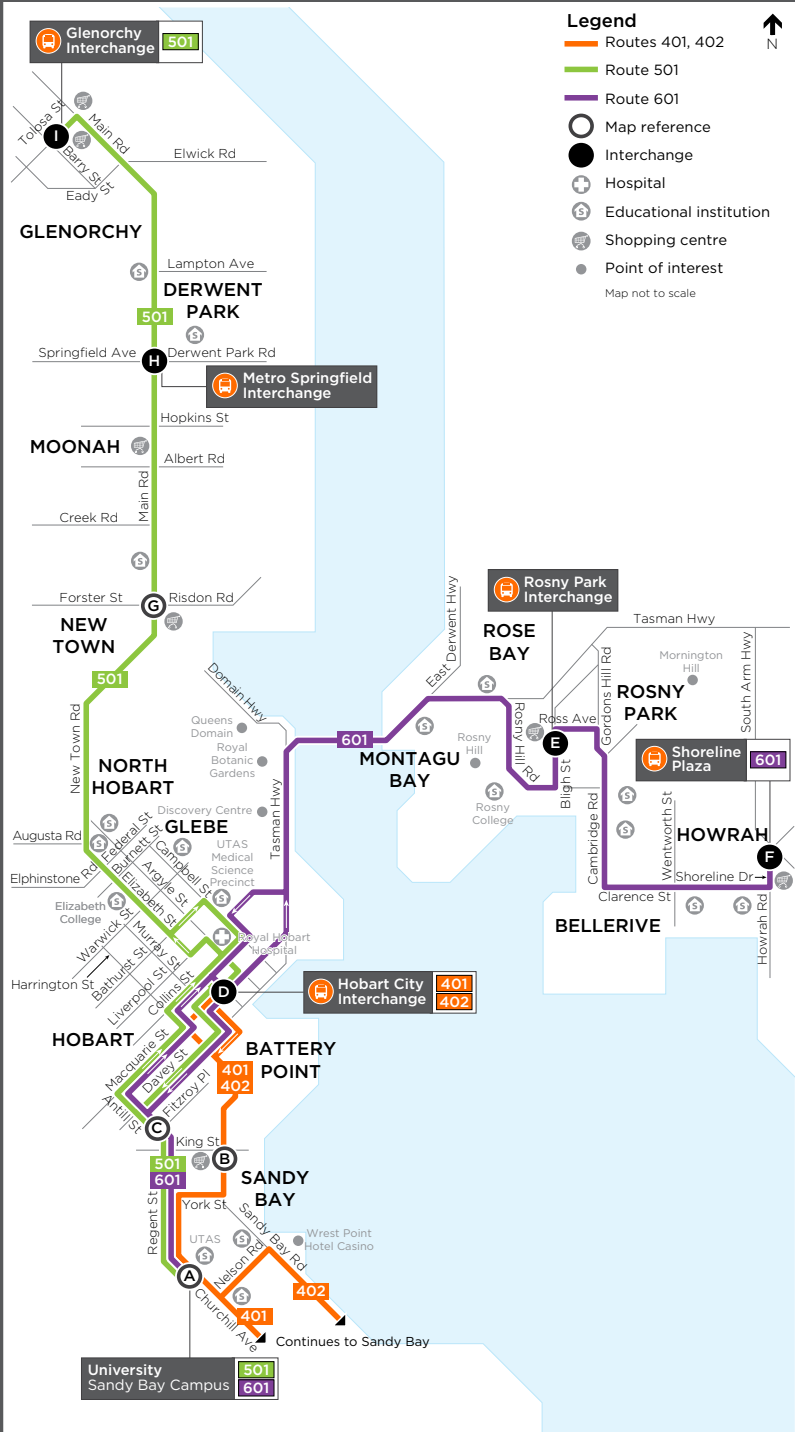 Glenorchy
Interchange
501
Legend
Routes 401, 402
Route 501
Route 601
Map reference
Interchange
Hospital
Educational institution
Shopping centre
Point of interest
Map not to scale
N
Tolosa St
Main Rd
I
Barry St
St
Eady
Elwick Rd
GLENORCHY
Lampton Ave
DERWENT
PARK
501
Springfield Ave
H
Derwent Park Rd
Metro Springfield
Interchange
Hopkins St
MOONAH
Albert Rd
Main Rd
Creek Rd
Forster St
G
Risdon Rd
NEW
TOWN
501
New Town Rd
Domain Hwy
Queens
Domain
Royal
Botanic
Gardens
Discovery Centre
Tasman Hwy
601
East Derwent Hwy
Rosny Park
Interchange
ROSE
BAY
Tasman Hwy
Mornington
Hill
South Arm Hwy
Gordons Hill Rd
ROSNY
PARK
Ross Ave
Rosny Hill Rd
E
Rosny
Hill
MONTAGU
BAY
Rosny
College
Bligh St
Shoreline
Plaza
601
Cambridge Rd
Wentworth St
HOWRAH
F
Shoreline Dr
Clarence St
Howrah Rd
BELLERIVE
NORTH
HOBART
GLEBE
Augusta Rd
Federal St
Burnett St
Campbell St
Argyle St
Elizabeth St
Elphinstone Rd
UTAS
Medical
Science
Precinct
Elizabeth
College
Warwick St
Murray St
Royal Hobart
Hospital
Harrington St
Bathurst St
Liverpool St
Collins St
D
Hobart City
Interchange
401
402
HOBART
Macquarie St
Davey St
BATTERY
POINT
401
402
Fitzroy Pl
Antill St
C
King St
B
501
601
SANDY
BAY
York St
Regent St
Sandy Bay Rd
Wrest Point
Hotel Casino
UTAS
Nelson Rd
A
Churchill Ave
401
402
Continues to Sandy Bay
University
Sandy Bay Campus
501
601